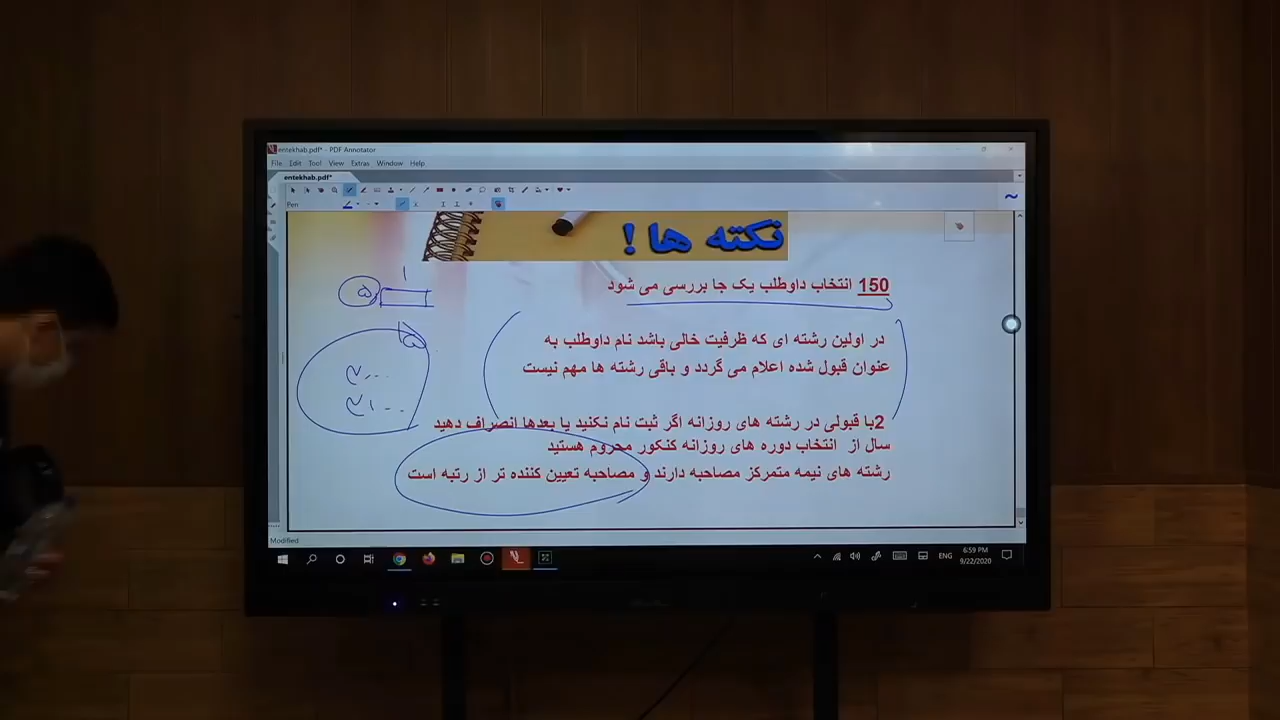 entekhab.pdf* - PDF Annotator
File Edit Tool View Extras Window Help
entekhab.pdf*
Pen
نکته ها !
150 انتخاب داوطلب یک جا بررسی می شود
در اولین رشته ای که ظرفیت خالی باشد نام داوطلب به
عنوان قبول شده اعلام می گردد و باقی رشته ها مهم نیست
2با قبولی در رشته های روزانه اگر ثبت نام نکنید یا بعدها انصراف دهید
سال از انتخاب دوره های روزانه کنکور محروم هستید
رشته های نیمه متمرکز مصاحبه دارند و مصاحبه تعیین کننده تر از رتبه است
Modified
ENG
6:59 PM
9/22/2020